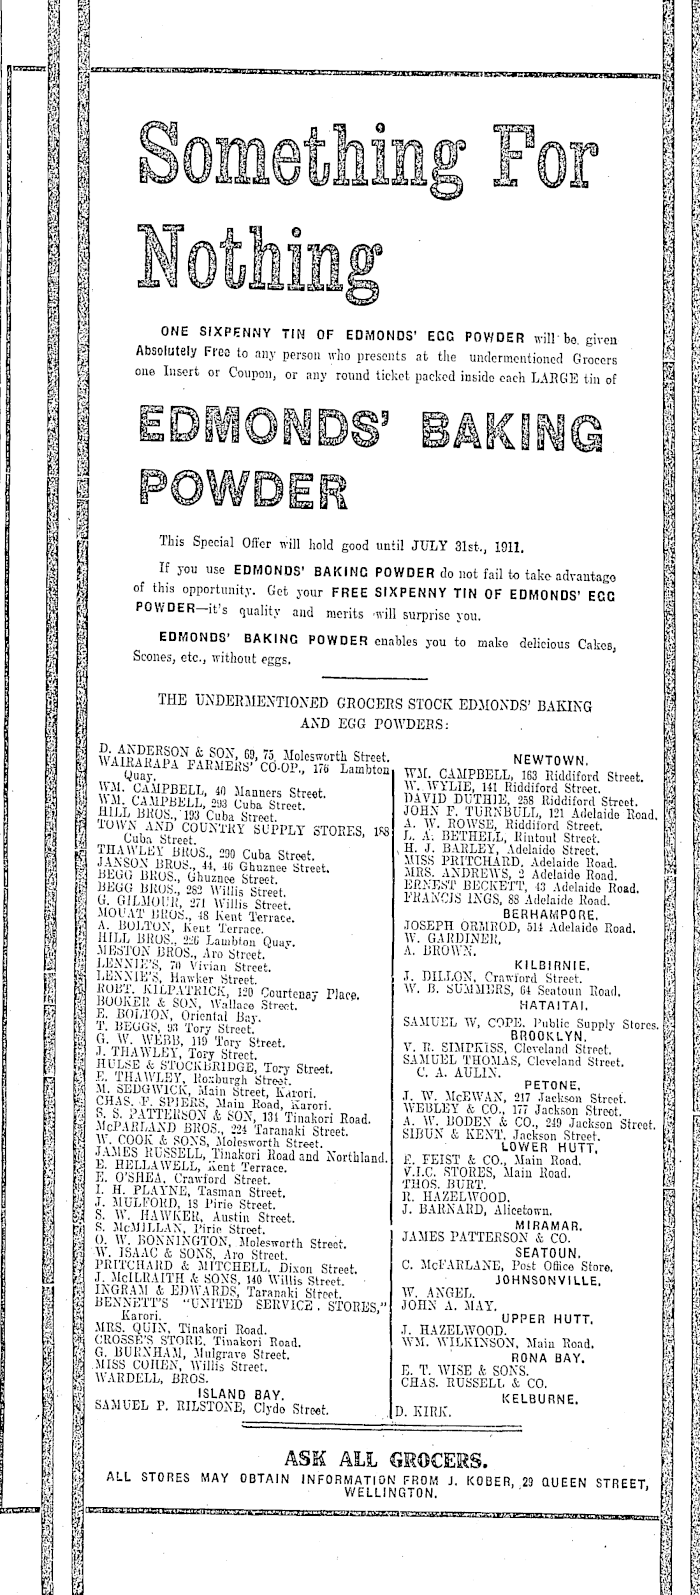 Something For
Nothing
ONE SIXPENNY TIN OF EDMONDS' EGG POWDER will be given
Absolutely Free to any person who presents at the undermentioned Grocers
one Insert or Coupon, or any round ticket packed inside each LARGE tin of
EDMONDS' BAKING
POWDER
This Special Offer will hold good until JULY 31st., 1911.
If you use EDMONDS' BAKING POWDER do not fail to take advantage
of this opportunity. Get your FREE SIXPENNY TIN OF EDMONDS' EGG
POWDER—it's quality and merits will surprise you.
EDMONDS' BAKING POWDER enables you to make delicious Cakes,
Scones, etc., without eggs.
THE UNDERMENTIONED GROCERS STOCK EDMONDS' BAKING
AND EGG POWDERS:
D. ANDERSON & SON, 69, 75 Molesworth Street.
WAIRARAPA FARMERS' CO-OP., 176 Lambton
Quay.
WM. CAMPBELL, 40 Manners Street.
WM. CAMPBELL, 293 Cuba Street.
HILL BROS., 193 Cuba Street.
TOWN AND COUNTRY SUPPLY STORES, 188
Cuba Street.
THAWLEY BROS., 290 Cuba Street.
JANSON BROS., 44, 46 Ghuznee Street.
BEGG BROS., Ghuznee Street.
BEGG BROS., 282 Willis Street.
G. GILMOUR, 271 Willis Street.
MOUAT BROS., 48 Kent Terrace.
A. BOLTON, Kent Terrace.
HILL BROS., 226 Lambton Quay.
MESTON BROS., Aro Street.
LENNIE'S, 70 Vivian Street.
LENNIE'S, Hawker Street.
ROBT. KILPATRICK, 120 Courtenay Place.
BOOKER & SON, Wallace Street.
E. BOLTON, Oriental Bay.
T. BEGGS, 93 Tory Street.
G. W. WEBB, 119 Tory Street.
J. THAWLEY, Tory Street.
HULSE & STOCKBRIDGE, Tory Street.
E. THAWLEY, Roxburgh Street.
M. SEDGWICK, Main Street, Karori.
CHAS. F. SPIERS, Main Road, Karori.
S. S. PATTERSON & SON, 134 Tinakori Road.
McPARLAND BROS., 224 Taranaki Street.
W. COOK & SONS, Molesworth Street.
JAMES RUSSELL, Tinakori Road and Northland.
E. HELLAWELL, Kent Terrace.
E. O'SHEA, Crawford Street.
I. H. PLAYNE, Tasman Street.
J. MULFORD, 18 Pirie Street.
S. W. HAWKER, Austin Street.
S. McMILLAN, Pirie Street.
O. W. BONNINGTON, Molesworth Street.
W. ISAAC & SONS, Aro Street.
PRITCHARD & MITCHELL, Dixon Street.
J. McILRAITH & SONS, 140 Willis Street.
INGRAM & EDWARDS, Taranaki Street.
BENNETT'S "UNITED SERVICE STORES,"
Karori.
MRS. QUIN, Tinakori Road.
CROSSE'S STORE, Tinakori Road.
G. BURNHAM, Mulgrave Street.
MISS COHEN, Willis Street.
WARDELL, BROS.
ISLAND BAY.
SAMUEL P. RILSTONE, Clyde Street.
NEWTOWN.
WM. CAMPBELL, 163 Riddiford Street.
W. WYLIE, 141 Riddiford Street.
DAVID DUTHIE, 258 Riddiford Street.
JOHN F. TURNBULL, 121 Adelaide Road.
A. W. ROWSE, Riddiford Street.
L. A. BETHELL, Rintoul Street.
H. J. BARLEY, Adelaide Street.
MISS PRITCHARD, Adelaide Road.
MRS. ANDREWS, 2 Adelaide Road.
ERNEST BECKETT, 43 Adelaide Road.
FRANCIS INGS, 88 Adelaide Road.
BERHAMPORE.
JOSEPH ORMROD, 514 Adelaide Road.
W. GARDINER.
A. BROWN.
KILBIRNIE.
J. DILLON, Crawford Street.
W. B. SUMMERS, 64 Seatoun Road.
HATAITAI.
SAMUEL W, COPE. Public Supply Stores.
BROOKLYN.
V. R. SIMPKISS, Cleveland Street.
SAMUEL THOMAS, Cleveland Street.
C. A. AULIN.
PETONE.
J. W. McEWAN, 217 Jackson Street.
WEBLEY & CO., 177 Jackson Street.
A. W. BODEN & CO., 249 Jackson Street.
SIBUN & KENT, Jackson Street.
LOWER HUTT.
F. FEIST & CO., Main Road.
V.I.C. STORES, Main Road.
THOS. BURT.
R. HAZELWOOD.
J. BARNARD, Alicetown.
MIRAMAR.
JAMES PATTERSON & CO.
SEATOUN.
C. McFARLANE, Post Office Store.
JOHNSONVILLE.
W. ANGEL.
JOHN A. MAY.
UPPER HUTT.
J. HAZELWOOD.
WM. WILKINSON, Main Road.
RONA BAY.
E. T. WISE & SONS.
CHAS. RUSSELL & CO.
KELBURNE.
D. KIRK.
ASK ALL GROCERS.
ALL STORES MAY OBTAIN INFORMATION FROM J. KOBER, 29 QUEEN STREET,
WELLINGTON.